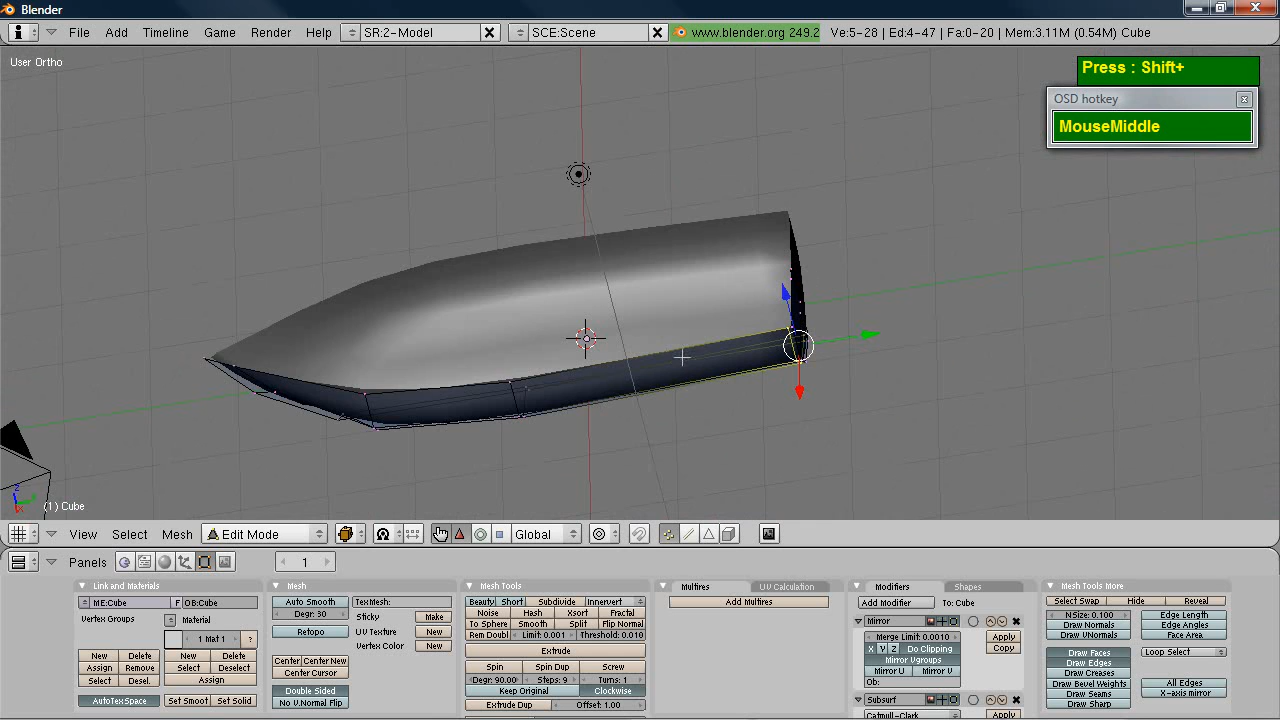 Blender
File Add Timeline Game Render Help SR:2-Model SCE:Scene www.blender.org 249.2 Ve:5-28 | Ed:4-47 | Fa:0-20 | Mem:3.11M (0.54M) Cube
User Ortho
Press : Shift+
OSD hotkey
MouseMiddle
(1) Cube
View Select Mesh Edit Mode Global
Panels 1
Link and Materials
ME:Cube F OB:Cube
Vertex Groups Material
1 Mat 1 ?
New Delete New Delete
Assign Remove Select Deselect
Select Desel. Assign
AutoTexSpace Set Smoot Set Solid
Mesh
Auto Smooth TexMesh:
Degr: 30 Sticky Make
Retopo UV Texture New
Vertex Color New
Center Center New
Center Cursor
Double Sided
No V.Normal Flip
Mesh Tools
Beauty Short Subdivide Innervert
Noise Hash Xsort Fractal
To Sphere Smooth Split Flip Normal
Rem Doubl Limit: 0.001 Threshold: 0.010
Extrude
Spin Spin Dup Screw
Degr: 90.00 Steps: 9 Turns: 1
Keep Original Clockwise
Extrude Dup Offset: 1.00
Multires UV Calculation
Add Multires
Modifiers Shapes
Add Modifier To: Cube
Mirror
Merge Limit: 0.0010 Apply
X Y Z Do Clipping Copy
Mirror Vgroups
Mirror U Mirror V
Ob:
Subsurf
Catmull-Clark Apply
Mesh Tools More
Select Swap Hide Reveal
NSize: 0.100 Edge Length
Draw Normals Edge Angles
Draw VNormals Face Area
Draw Faces Loop Select
Draw Edges
Draw Creases
Draw Bevel Weights All Edges
Draw Seams X-axis mirror
Draw Sharp